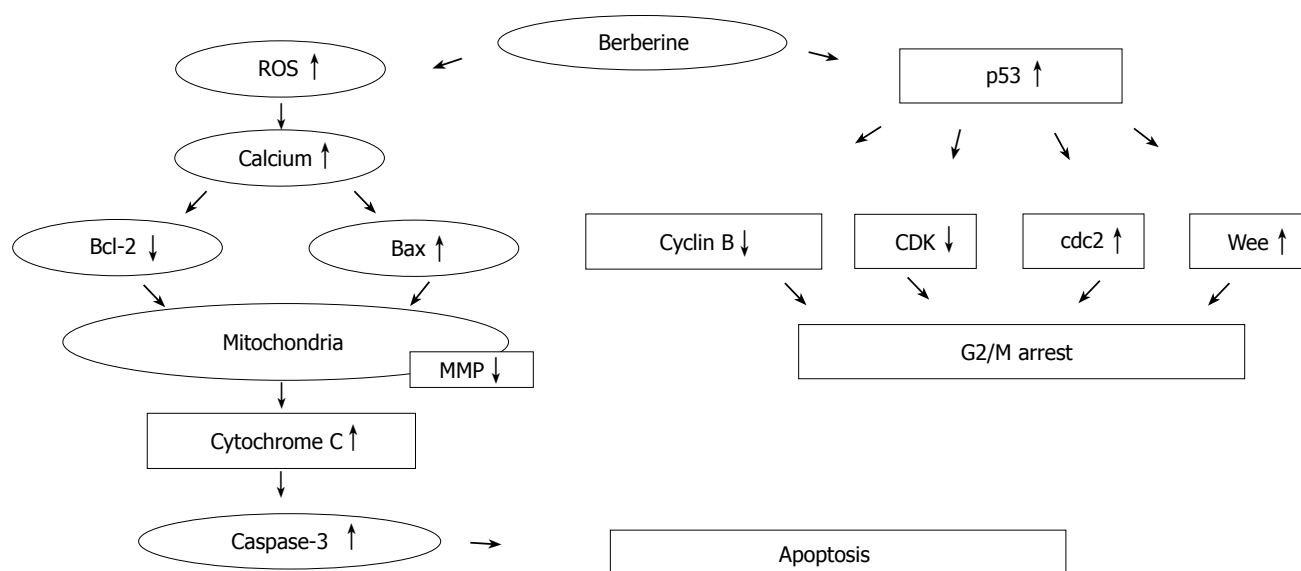 Berberine
ROS ↑
p53 ↑
Calcium ↑
Bcl-2 ↓
Bax ↑
Cyclin B ↓
CDK ↓
cdc2 ↑
Wee ↑
Mitochondria
MMP ↓
G2/M arrest
Cytochrome C ↑
Caspase-3 ↑
Apoptosis